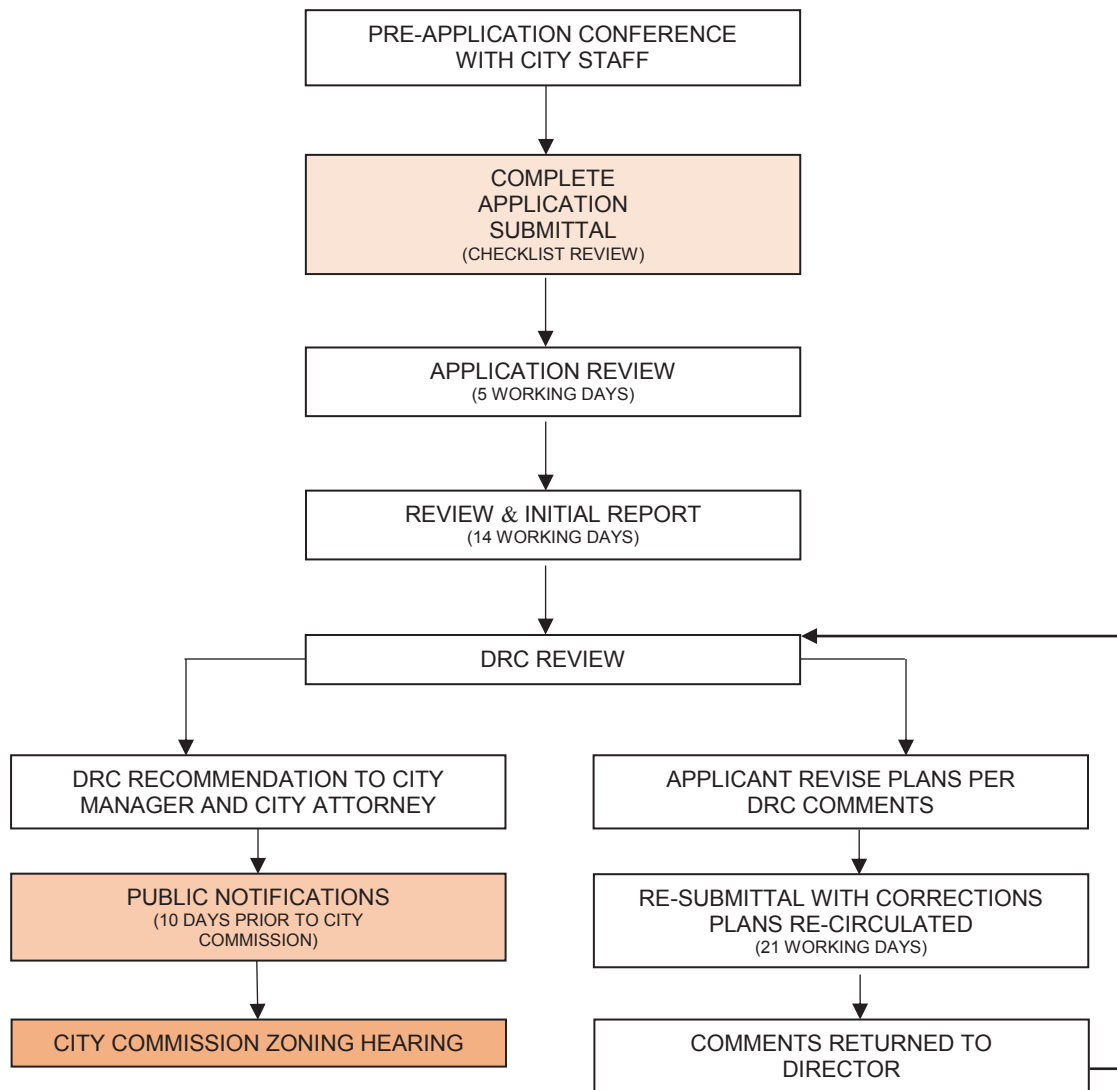 PRE-APPLICATION CONFERENCE
WITH CITY STAFF
COMPLETE
APPLICATION
SUBMITTAL
(CHECKLIST REVIEW)
APPLICATION REVIEW
(5 WORKING DAYS)
REVIEW & INITIAL REPORT
(14 WORKING DAYS)
DRC REVIEW
DRC RECOMMENDATION TO CITY
MANAGER AND CITY ATTORNEY
PUBLIC NOTIFICATIONS
(10 DAYS PRIOR TO CITY
COMMISSION)
CITY COMMISSION ZONING HEARING
APPLICANT REVISE PLANS PER
DRC COMMENTS
RE-SUBMITTAL WITH CORRECTIONS
PLANS RE-CIRCULATED
(21 WORKING DAYS)
COMMENTS RETURNED TO
DIRECTOR